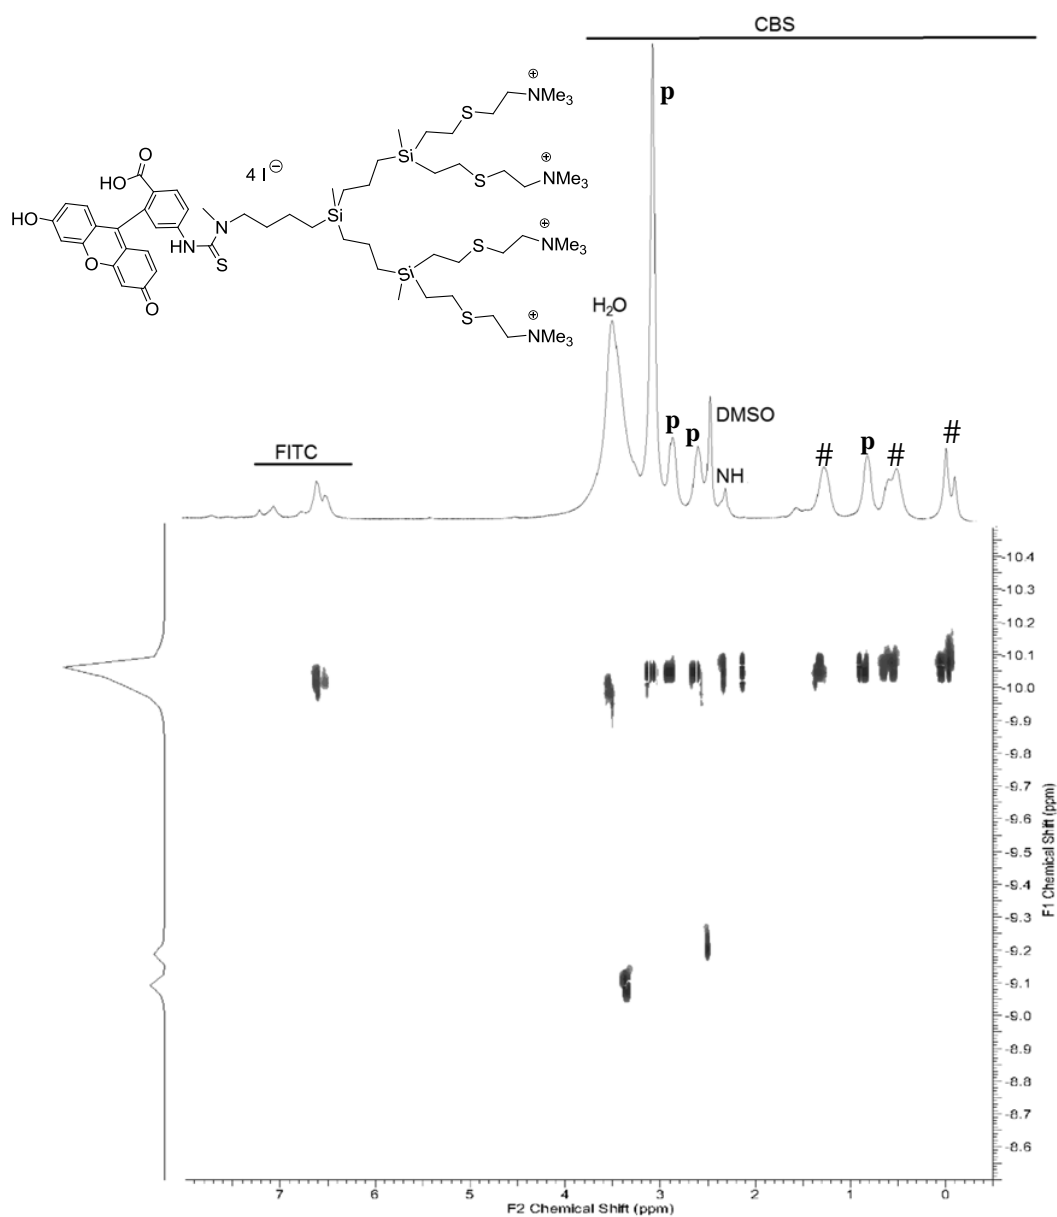 CBS
⊕
NMe3
S
p
Si
⊕
O
HO
4 I⊖
S
NMe3
N
Si
⊕
HO
HN
S
NMe3
O
S
Si
H2O
O
S
⊕
NMe3
p
p
DMSO
FITC
#
p
#
#
NH
-10.4
-10.3
-10.2
-10.1
-10.0
-9.9
-9.8
-9.7
-9.6
-9.5
-9.4
-9.3
-9.2
-9.1
-9.0
-8.9
-8.8
-8.7
-8.6
F1 Chemical Shift (ppm)
7 6 5 4 3 2 1 0
F2 Chemical Shift (ppm)